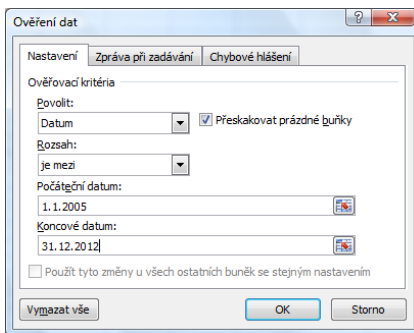 Ověření dat
Nastavení Zpráva při zadávání Chybové hlášení
Ověřovací kritéria
Povolit:
Datum Přeskakovat prázdné buňky
Rozsah:
je mezi
Počáteční datum:
1.1.2005
Koncové datum:
31.12.2012
Použít tyto změny u všech ostatních buněk se stejným nastavením
Vymazat vše OK Storno